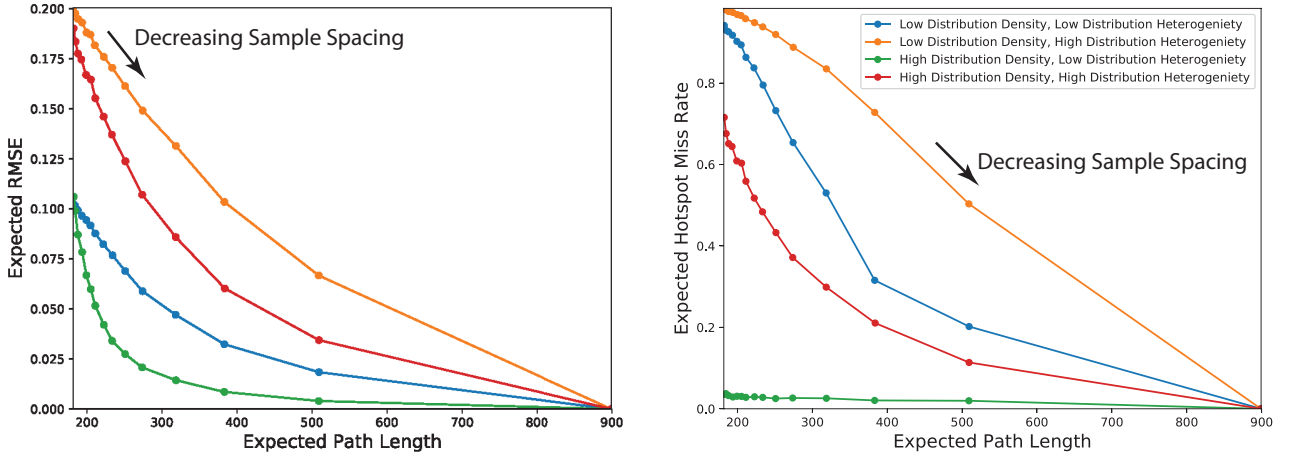 0.200
0.175
0.150
0.125
0.100
0.075
0.050
0.025
0.000
Expected RMSE
Decreasing Sample Spacing
200 300 400 500 600 700 800 900
Expected Path Length
0.8
0.6
0.4
0.2
0.0
Expected Hotspot Miss Rate
Low Distribution Density, Low Distribution Heterogeniety
Low Distribution Density, High Distribution Heterogeniety
High Distribution Density, Low Distribution Heterogeniety
High Distribution Density, High Distribution Heterogeniety
Decreasing Sample Spacing
200 300 400 500 600 700 800 900
Expected Path Length